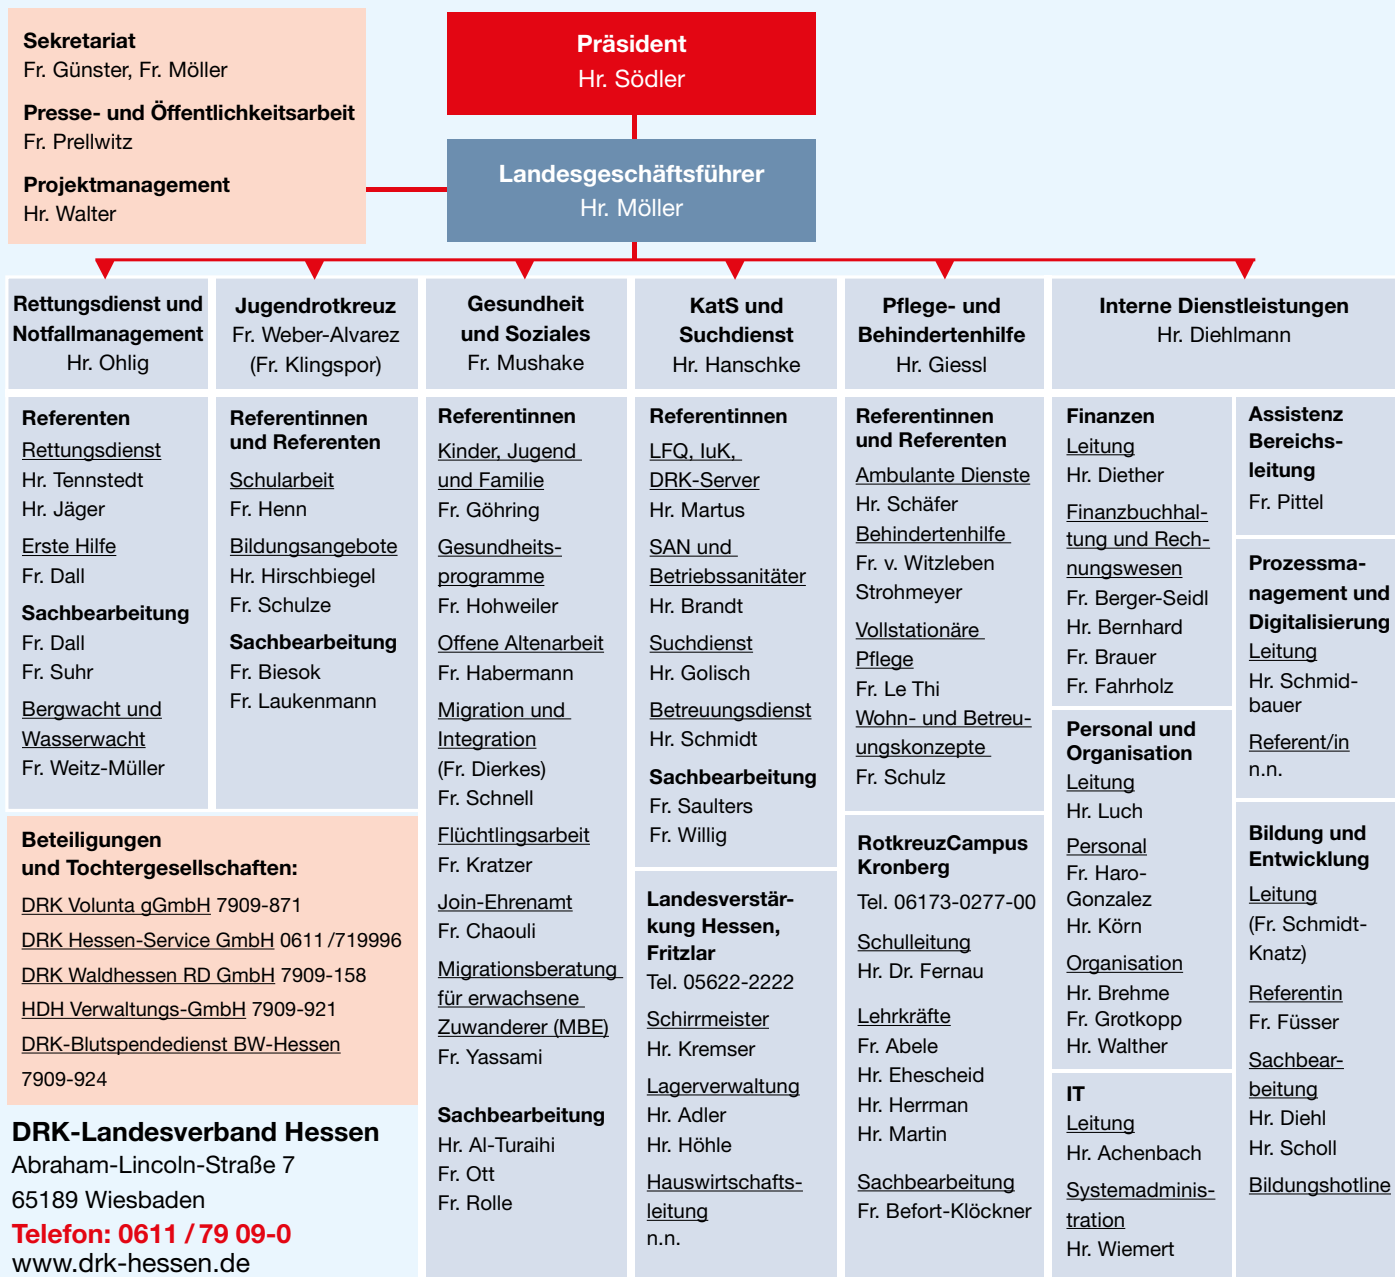 Sekretariat
Fr. Günster, Fr. Möller
Presse- und Öffentlichkeitsarbeit
Fr. Prellwitz
Projektmanagement
Hr. Walter
Präsident
Hr. Södler
Landesgeschäftsführer
Hr. Möller
Rettungsdienst und
Notfallmanagement
Hr. Ohlig
Jugendrotkreuz
Fr. Weber-Alvarez
(Fr. Klingspor)
Gesundheit
und Soziales
Fr. Mushake
KatS und
Suchdienst
Hr. Hanschke
Pflege- und
Behindertenhilfe
Hr. Giessl
Interne Dienstleistungen
Hr. Diehlmann
Referenten
Rettungsdienst
Hr. Tennstedt
Hr. Jäger
Erste Hilfe
Fr. Dall
Sachbearbeitung
Fr. Dall
Fr. Suhr
Bergwacht und
Wasserwacht
Fr. Weitz-Müller
Referentinnen
und Referenten
Schularbeit
Fr. Henn
Bildungsangebote
Hr. Hirschbiegel
Fr. Schulze
Sachbearbeitung
Fr. Biesok
Fr. Laukenmann
Referentinnen
Kinder, Jugend
und Familie
Fr. Göhring
Gesundheits-
programme
Fr. Hohweiler
Offene Altenarbeit
Fr. Habermann
Migration und
Integration
(Fr. Dierkes)
Fr. Schnell
Flüchtlingsarbeit
Fr. Kratzer
Join-Ehrenamt
Fr. Chaouli
Migrationsberatung
für erwachsene
Zuwanderer (MBE)
Fr. Yassami
Sachbearbeitung
Hr. Al-Turaihi
Fr. Ott
Fr. Rolle
Referentinnen
LFQ, IuK,
DRK-Server
Hr. Martus
SAN und
Betriebssanitäter
Hr. Brandt
Suchdienst
Hr. Golisch
Betreuungsdienst
Hr. Schmidt
Sachbearbeitung
Fr. Saulters
Fr. Willig
Landesverstär-
kung Hessen,
Fritzlar
Tel. 05622-2222
Schirrmeister
Hr. Kremser
Lagerverwaltung
Hr. Adler
Hr. Höhle
Hauswirtschafts-
leitung
n.n.
Referentinnen
und Referenten
Ambulante Dienste
Hr. Schäfer
Behindertenhilfe
Fr. v. Witzleben
Strohmeyer
Vollstationäre
Pflege
Fr. Le Thi
Wohn- und Betreu-
ungskonzepte
Fr. Schulz
RotkreuzCampus
Kronberg
Tel. 06173-0277-00
Schulleitung
Hr. Dr. Fernau
Lehrkräfte
Fr. Abele
Hr. Ehescheid
Hr. Herrman
Hr. Martin
Sachbearbeitung
Fr. Befort-Klöckner
Finanzen
Leitung
Hr. Diether
Finanzbuchhal-
tung und Rech-
nungswesen
Fr. Berger-Seidl
Hr. Bernhard
Fr. Brauer
Fr. Fahrholz
Personal und
Organisation
Leitung
Hr. Luch
Personal
Fr. Haro-
Gonzalez
Hr. Körn
Organisation
Hr. Brehme
Fr. Grotkopp
Hr. Walther
IT
Leitung
Hr. Achenbach
Systemadminis-
tration
Hr. Wiemert
Assistenz
Bereichs-
leitung
Fr. Pittel
Prozessma-
nagement und
Digitalisierung
Leitung
Hr. Schmid-
bauer
Referent/in
n.n.
Bildung und
Entwicklung
Leitung
(Fr. Schmidt-
Knatz)
Referentin
Fr. Füsser
Sachbear-
beitung
Hr. Diehl
Hr. Scholl
Bildungshotline
Beteiligungen
und Tochtergesellschaften:
DRK Volunta gGmbH 7909-871
DRK Hessen-Service GmbH 0611/719996
DRK Waldhessen RD GmbH 7909-158
HDH Verwaltungs-GmbH 7909-921
DRK-Blutspendedienst BW-Hessen
7909-924
DRK-Landesverband Hessen
Abraham-Lincoln-Straße 7
65189 Wiesbaden
Telefon: 0611 / 79 09-0
www.drk-hessen.de